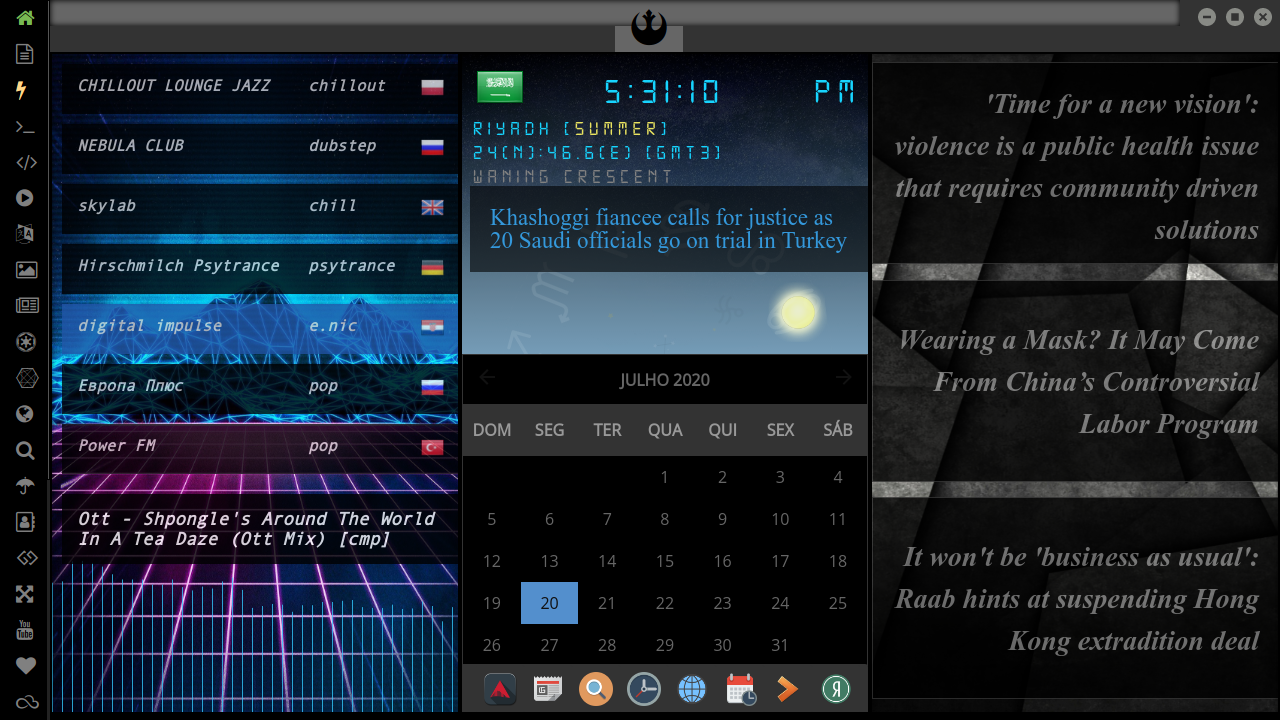 CHILLOUT LOUNGE JAZZ chillout
NEBULA CLUB dubstep
skylab chill
Hirschmilch Psytrance psytrance
digital impulse e.nic
Европа Плюс pop
Power FM pop
Ott - Shpongle's Around The World
In A Tea Daze (Ott Mix) [cmp]
5:31:10 PM
RIYADH (SUMMER)
24(N):46.6(E) (GMT3)
WANING CRESCENT
Khashoggi fiancee calls for justice as
20 Saudi officials go on trial in Turkey
JULHO 2020
DOM SEG TER QUA QUI SEX SÁB
1 2 3 4
5 6 7 8 9 10 11
12 13 14 15 16 17 18
19 20 21 22 23 24 25
26 27 28 29 30 31
'Time for a new vision':
violence is a public health issue
that requires community driven
solutions
Wearing a Mask? It May Come
From China’s Controversial
Labor Program
It won't be 'business as usual':
Raab hints at suspending Hong
Kong extradition deal
You
Tube
Я